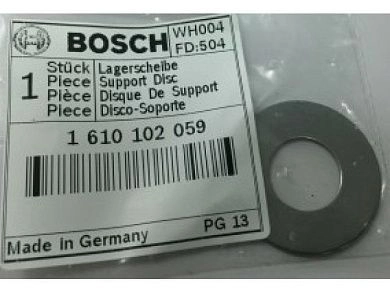 BOSCH
WH004
FD:504
1 Stück Lagerscheibe
Piece Support Disc
Pièce Disque De Support
Pieza Disco-Soporte
1 610 102 059
PG 13
Made in Germany